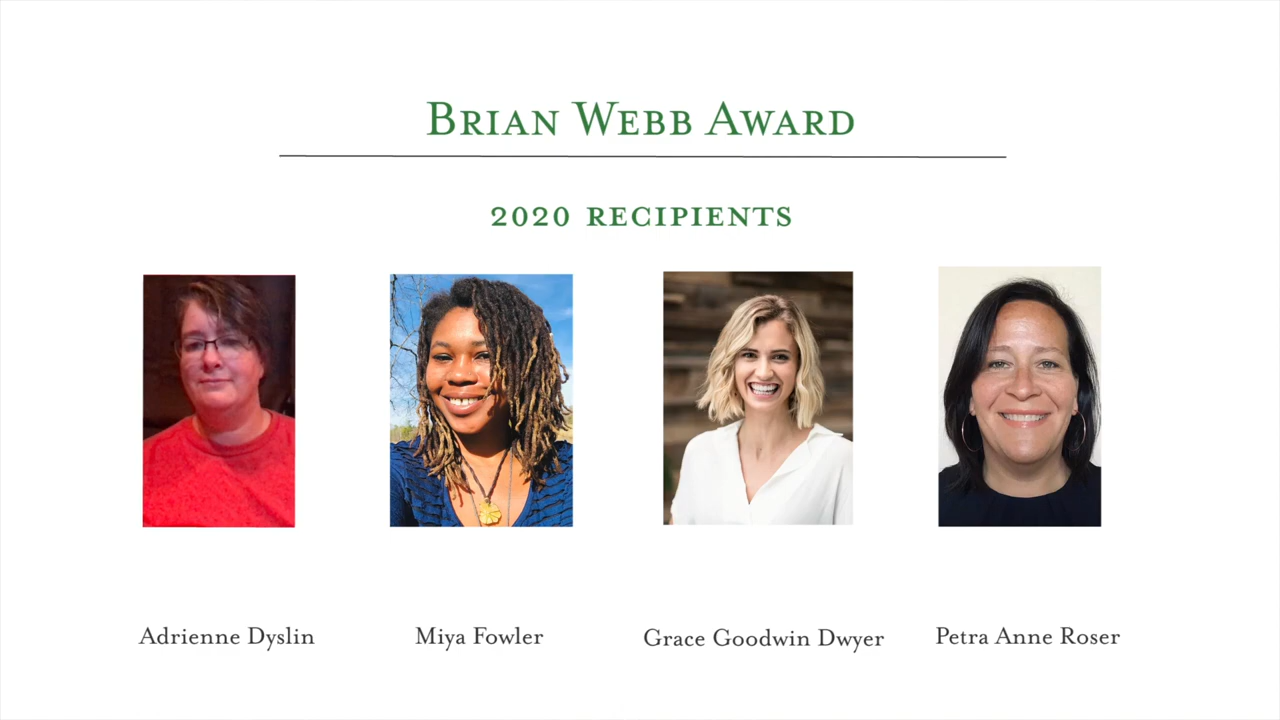 Brian Webb Award
2020 recipients
Adrienne Dyslin
Miya Fowler
Grace Goodwin Dwyer
Petra Anne Roser